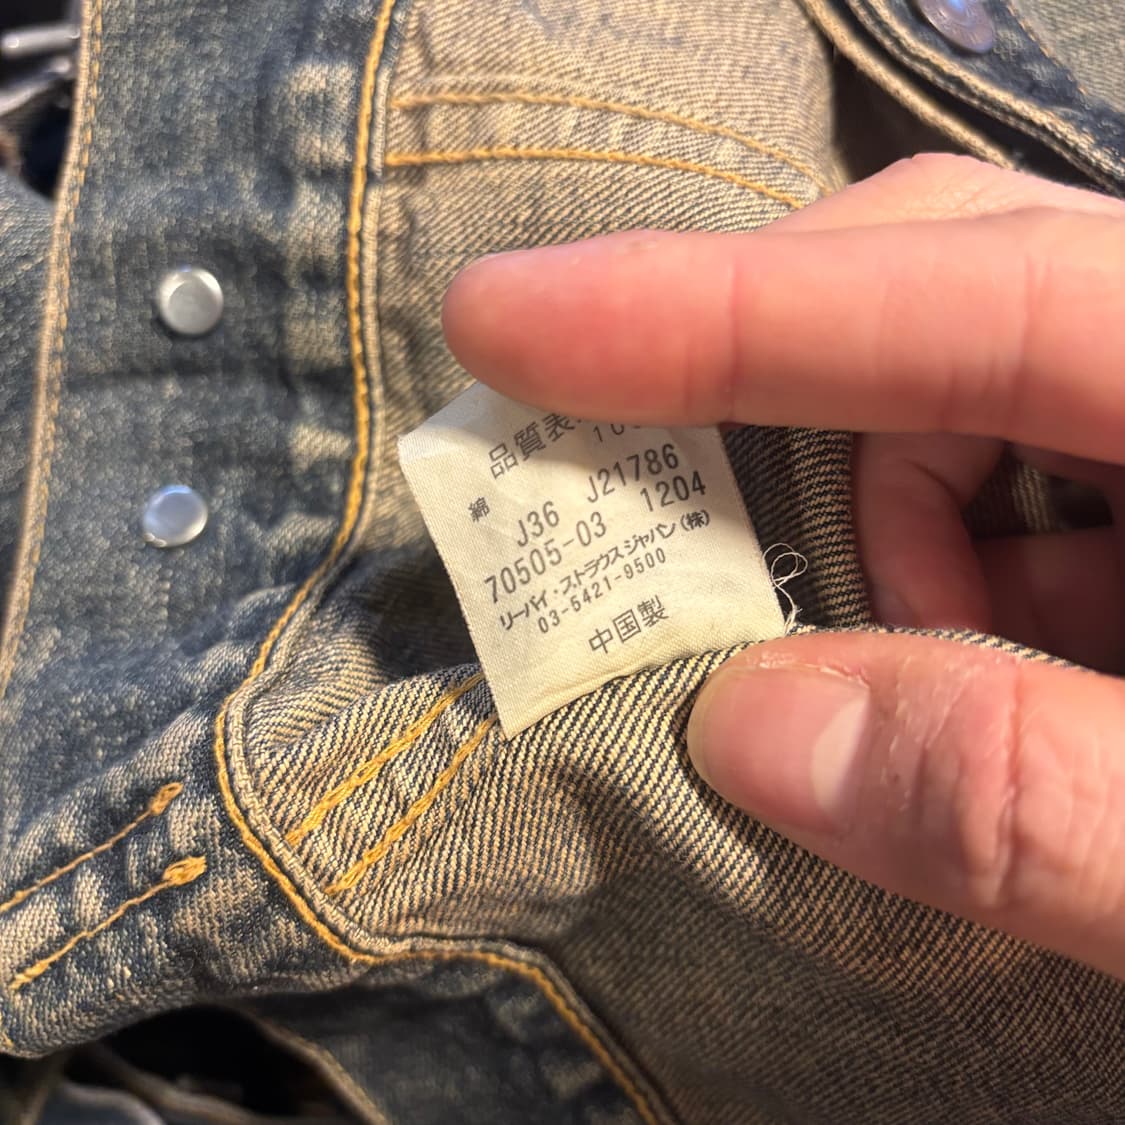 品質表
綿 10
J36 J21786
70505-03 1204
リーバイ・ストラウス ジャパン(株)
03-5421-9500
中国製